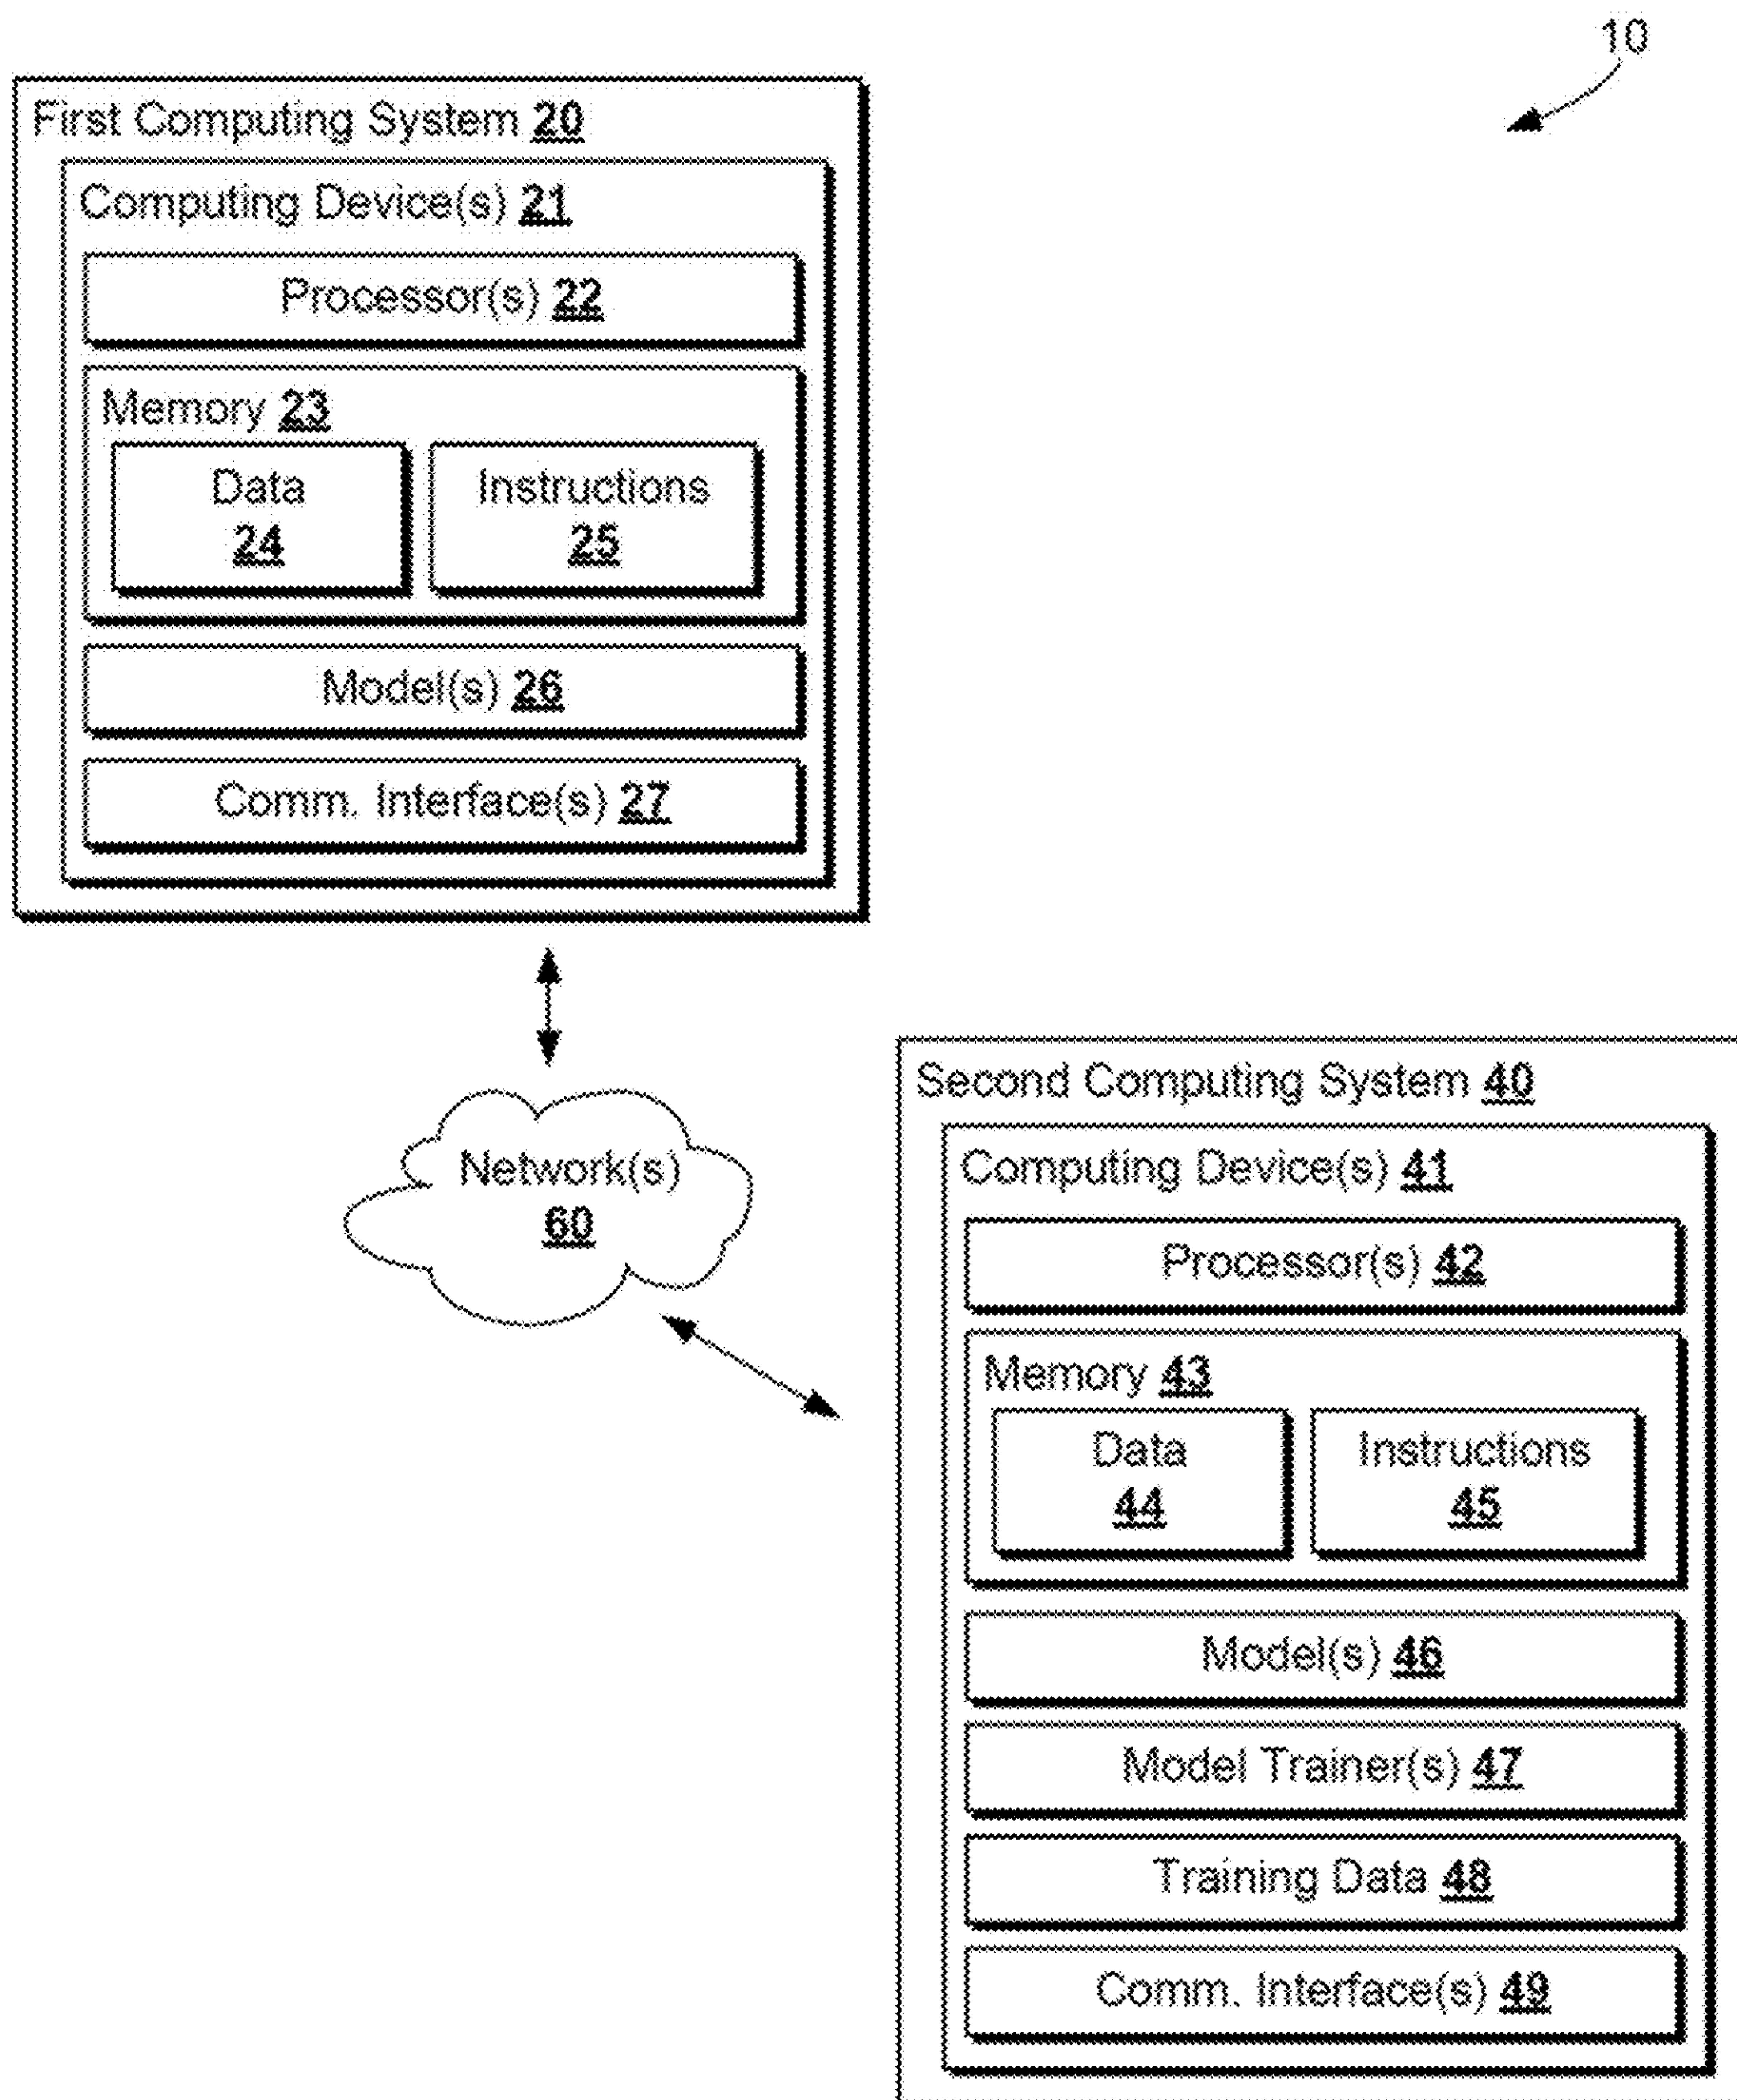 10
First Computing System 20
Computing Device(s) 21
Processor(s) 22
Memory 23
Data
24
Instructions
25
Model(s) 26
Comm. Interface(s) 27
Network(s)
60
Second Computing System 40
Computing Device(s) 41
Processor(s) 42
Memory 43
Data
44
Instructions
45
Model(s) 46
Model Trainer(s) 47
Training Data 48
Comm. Interface(s) 49